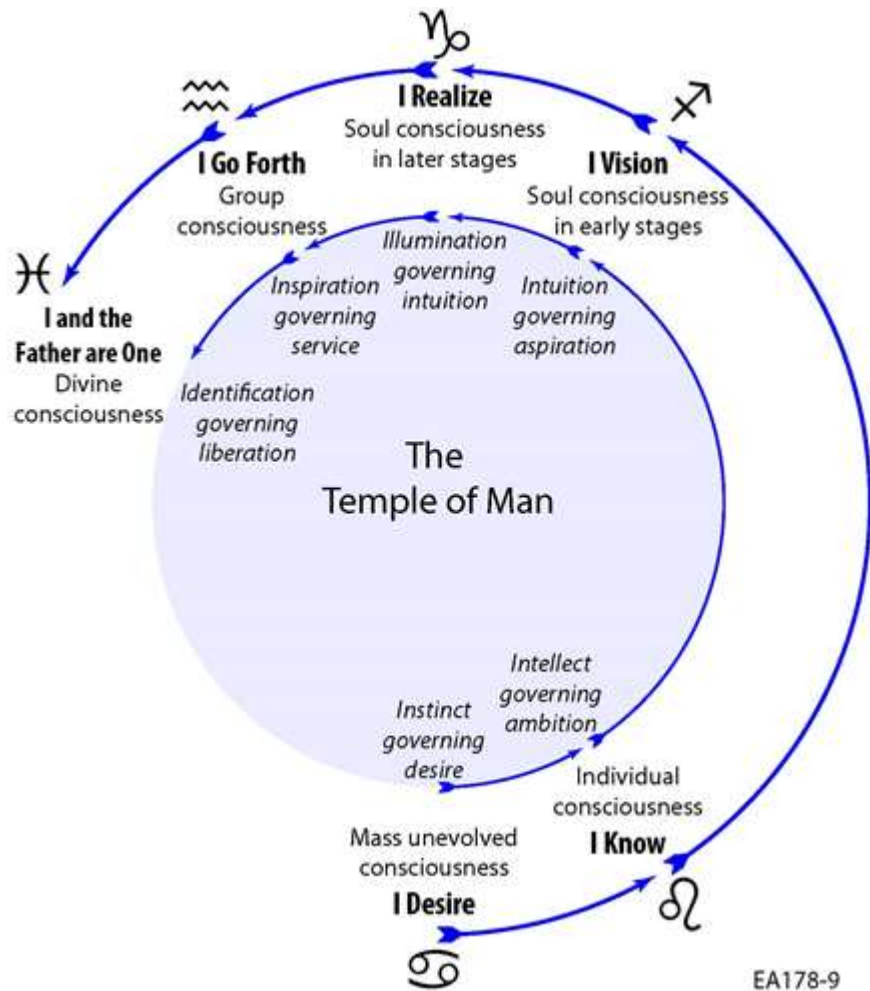 ♑
I Realize
Soul consciousness
in later stages
♒
I Go Forth
Group
consciousness
♐
I Vision
Soul consciousness
in early stages
♓
I and the
Father are One
Divine
consciousness
Illumination
governing
intuition
Inspiration
governing
service
Intuition
governing
aspiration
Identification
governing
liberation
The
Temple of Man
Instinct
governing
desire
Intellect
governing
ambition
Mass unevolved
consciousness
I Desire
♋
Individual
consciousness
I Know
♌
EA178-9